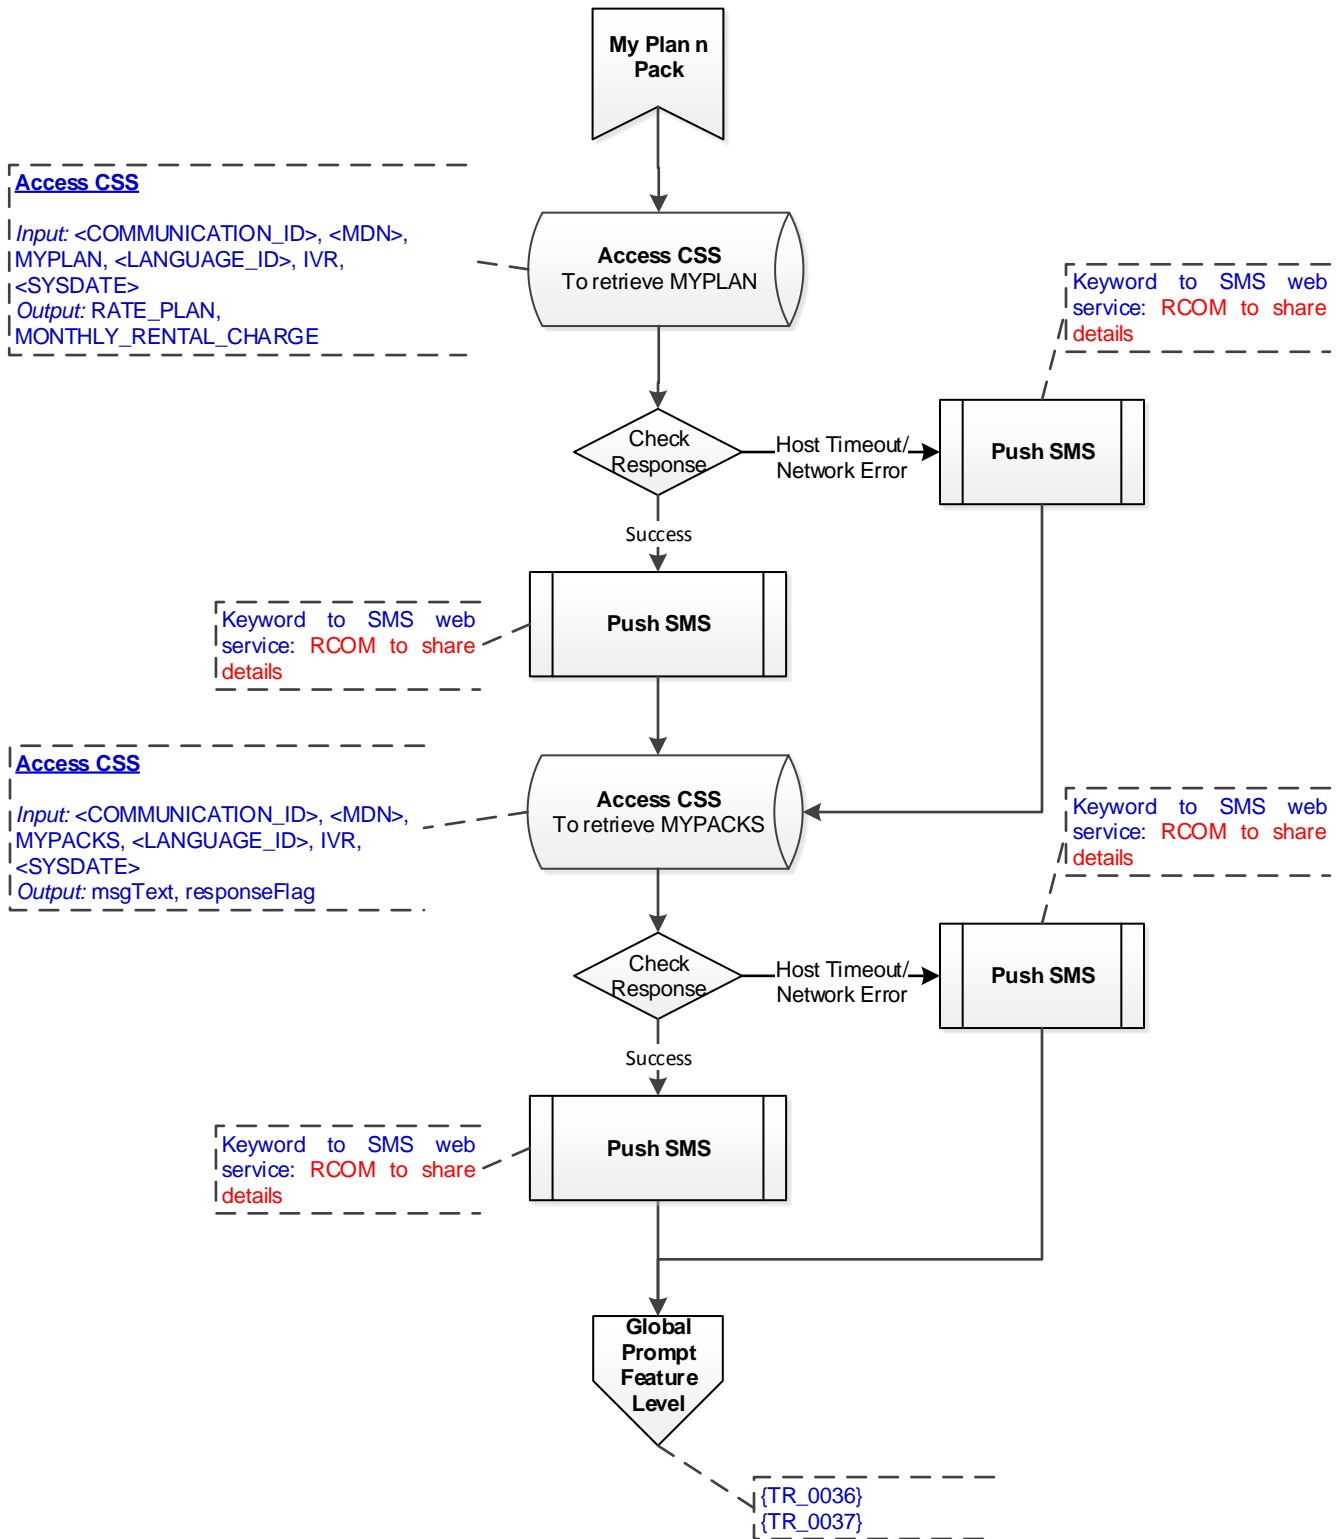 My Plan n
Pack
Access CSS
Input: <COMMUNICATION_ID>, <MDN>,
MYPLAN, <LANGUAGE_ID>, IVR,
<SYSDATE>
Output: RATE_PLAN,
MONTHLY_RENTAL_CHARGE
Access CSS
To retrieve MYPLAN
Keyword to SMS web
service: RCOM to share
details
Check
Response
Host Timeout/
Network Error
Push SMS
Success
Keyword to SMS web
service: RCOM to share
details
Push SMS
Access CSS
Input: <COMMUNICATION_ID>, <MDN>,
MYPACKS, <LANGUAGE_ID>, IVR,
<SYSDATE>
Output: msgText, responseFlag
Access CSS
To retrieve MYPACKS
Keyword to SMS web
service: RCOM to share
details
Check
Response
Host Timeout/
Network Error
Push SMS
Success
Keyword to SMS web
service: RCOM to share
details
Push SMS
Global
Prompt
Feature
Level
{TR_0036}
{TR_0037}